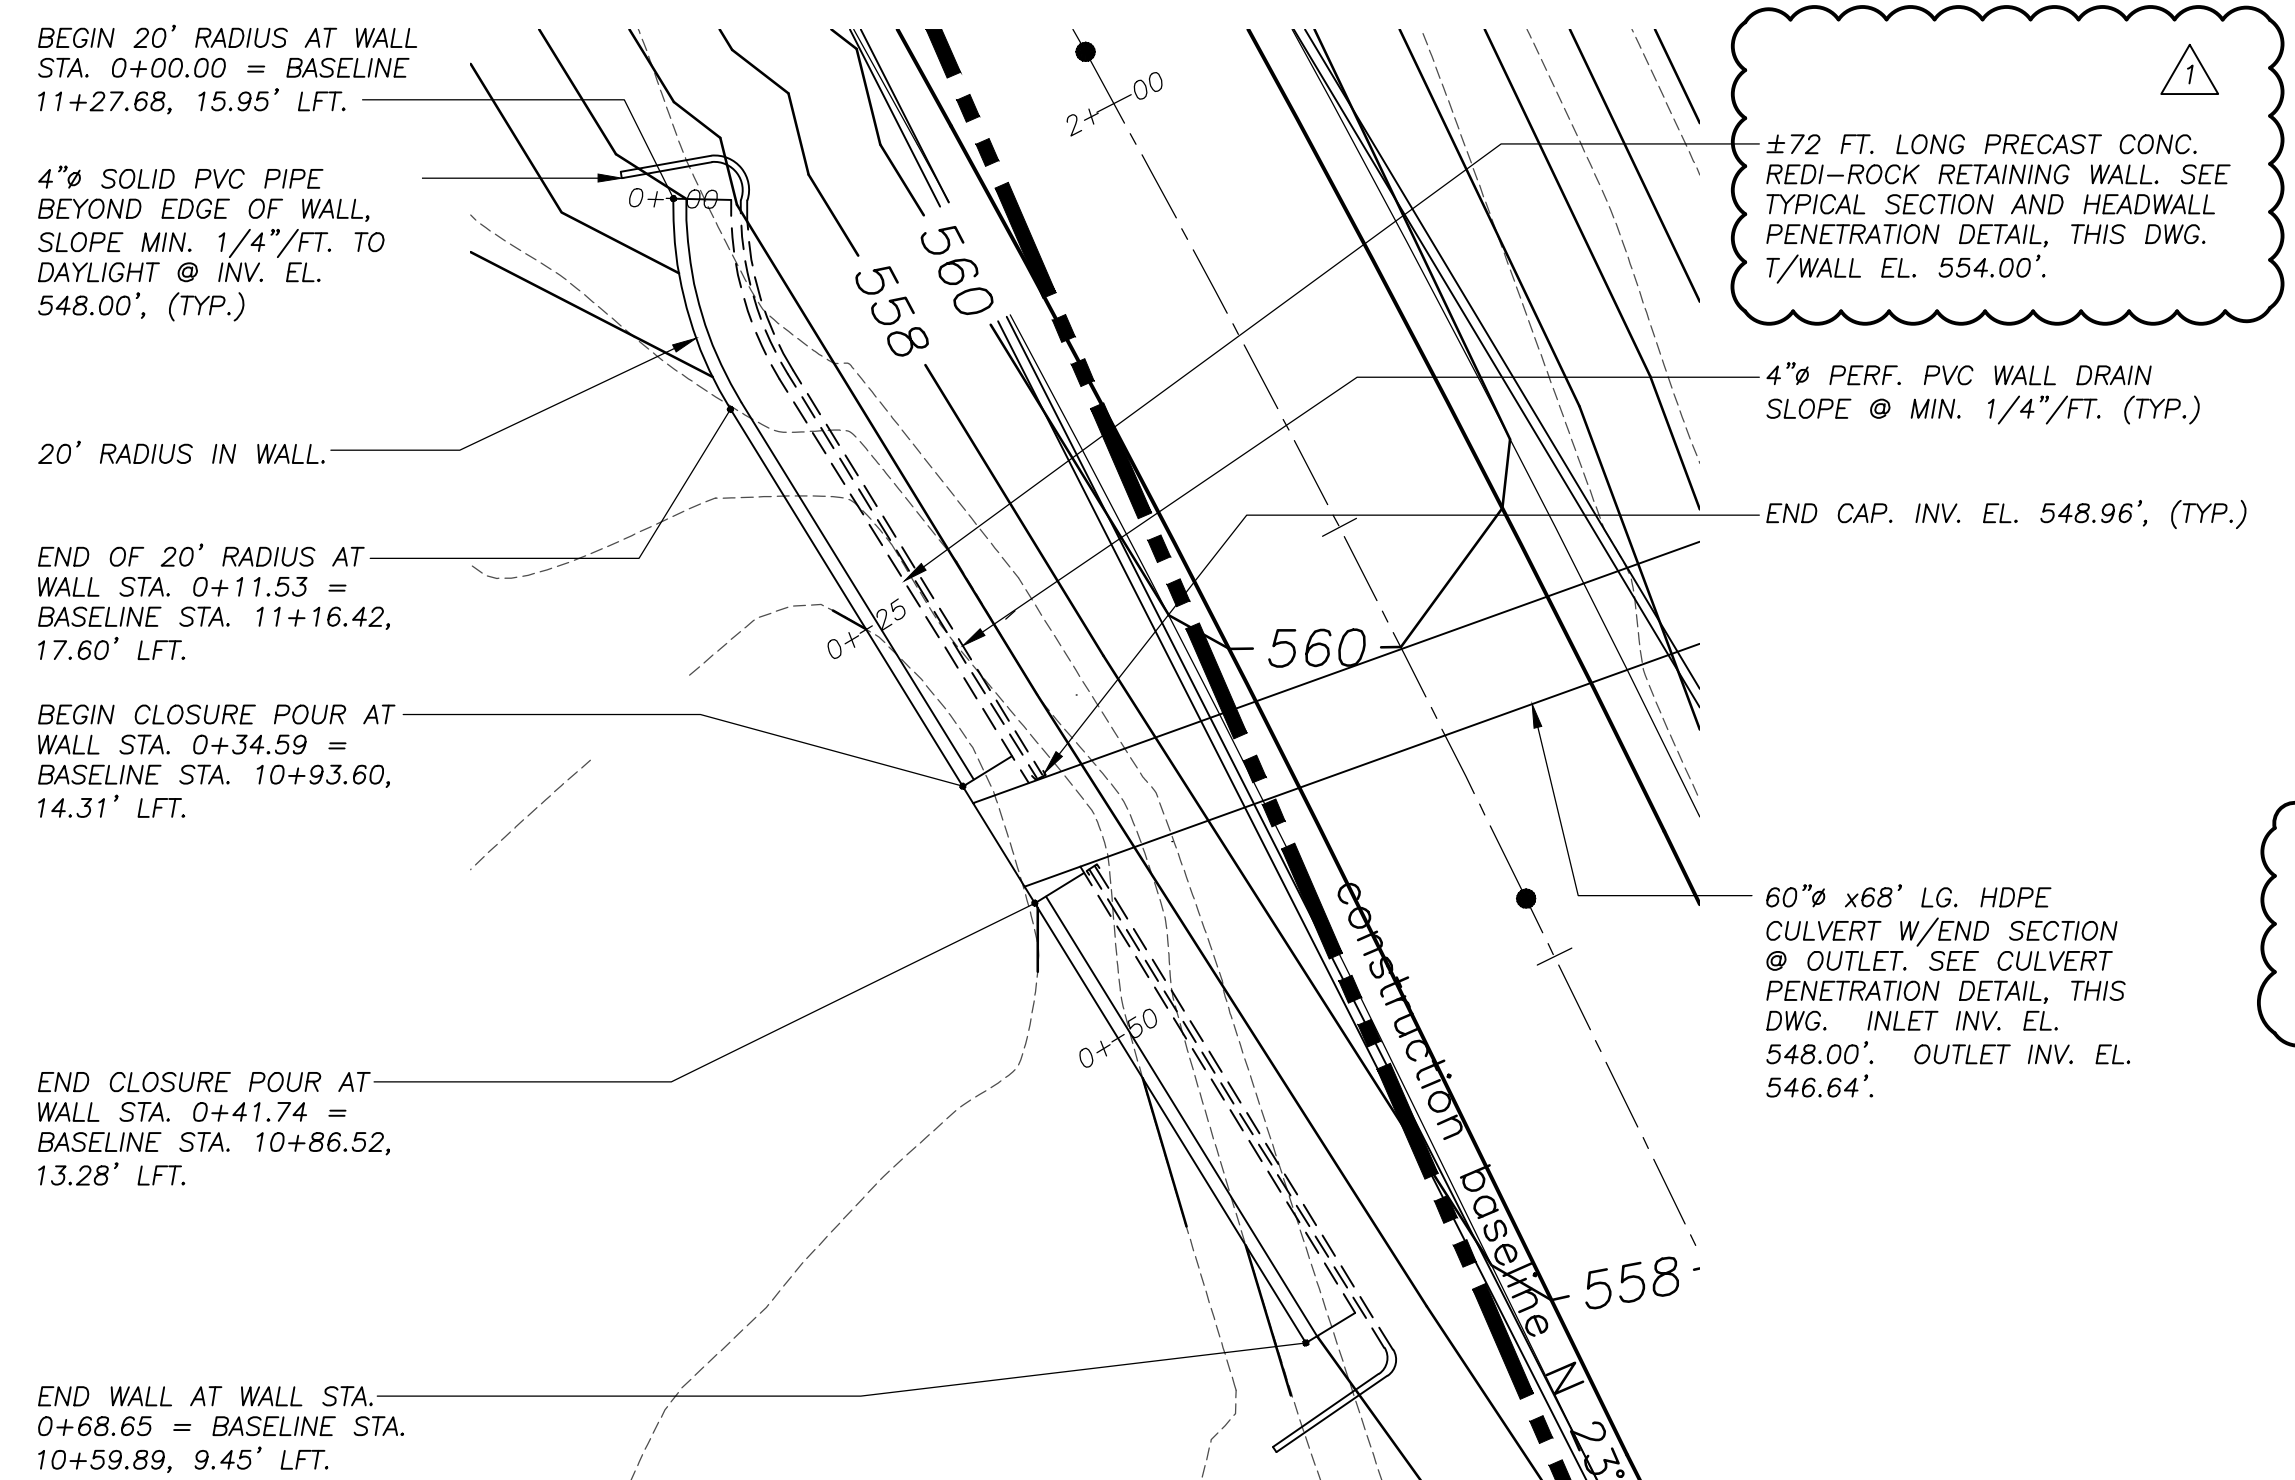 BEGIN 20' RADIUS AT WALL
STA. 0+00.00 = BASELINE
11+27.68, 15.95' LFT.
4"ø SOLID PVC PIPE
BEYOND EDGE OF WALL,
SLOPE MIN. 1/4"/FT. TO
DAYLIGHT @ INV. EL.
548.00', (TYP.)
20' RADIUS IN WALL.
END OF 20' RADIUS AT
WALL STA. 0+11.53 =
BASELINE STA. 11+16.42,
17.60' LFT.
BEGIN CLOSURE POUR AT
WALL STA. 0+34.59 =
BASELINE STA. 10+93.60,
14.31' LFT.
END CLOSURE POUR AT
WALL STA. 0+41.74 =
BASELINE STA. 10+86.52,
13.28' LFT.
END WALL AT WALL STA.
0+68.65 = BASELINE STA.
10+59.89, 9.45' LFT.
0+00
558
560
2+00
0+25
560
0+50
construction baseline N 23°
558
1
±72 FT. LONG PRECAST CONC.
REDI-ROCK RETAINING WALL. SEE
TYPICAL SECTION AND HEADWALL
PENETRATION DETAIL, THIS DWG.
T/WALL EL. 554.00'.
4"ø PERF. PVC WALL DRAIN
SLOPE @ MIN. 1/4"/FT. (TYP.)
END CAP. INV. EL. 548.96', (TYP.)
60"ø x68' LG. HDPE
CULVERT W/END SECTION
@ OUTLET. SEE CULVERT
PENETRATION DETAIL, THIS
DWG. INLET INV. EL.
548.00'. OUTLET INV. EL.
546.64'.